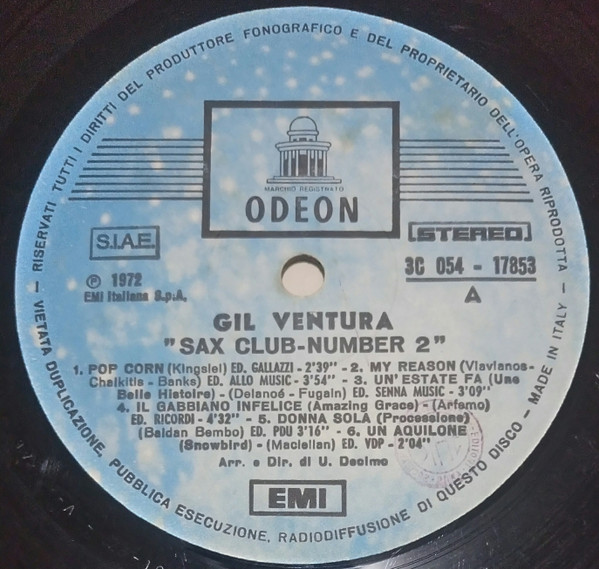 RISERVATI TUTTI I DIRITTI DEL PRODUTTORE FONOGRAFICO E DEL PROPRIETARIO DELL'OPERA RIPRODOTTA
MARCHIO REGISTRATO
ODEON
S.I.A.E.
STEREO
℗ 1972
EMI Italiana S.p.A.
3C 054 - 17853
A
GIL VENTURA
"SAX CLUB-NUMBER 2"
1. POP CORN (Kingslei) ED. GALLAZZI - 2'39" - 2. MY REASON (Vlavianos-
Chalkitis - Banks) ED. ALLO MUSIC - 3'54" - 3. UN'ESTATE FA (Une
Belle Histoire) - (Delanoé - Fugain) ED. SENNA MUSIC - 3'09"
4. IL GABBIANO INFELICE (Amazing Grace) - (Arfemo)
ED. RICORDI - 4'32" - 5. DONNA SOLA (Processione)
(Baldan Bembo) ED. PDU 3'16" - 6. UN AQUILONE
(Snowbird) - (Maclellan) ED. YDP - 2'04"
Arr. e Dir. di U. Decimo
EMI
VIETATA DUPLICAZIONE, PUBBLICA ESECUZIONE, RADIODIFFUSIONE DI QUESTO DISCO - MADE IN ITALY -